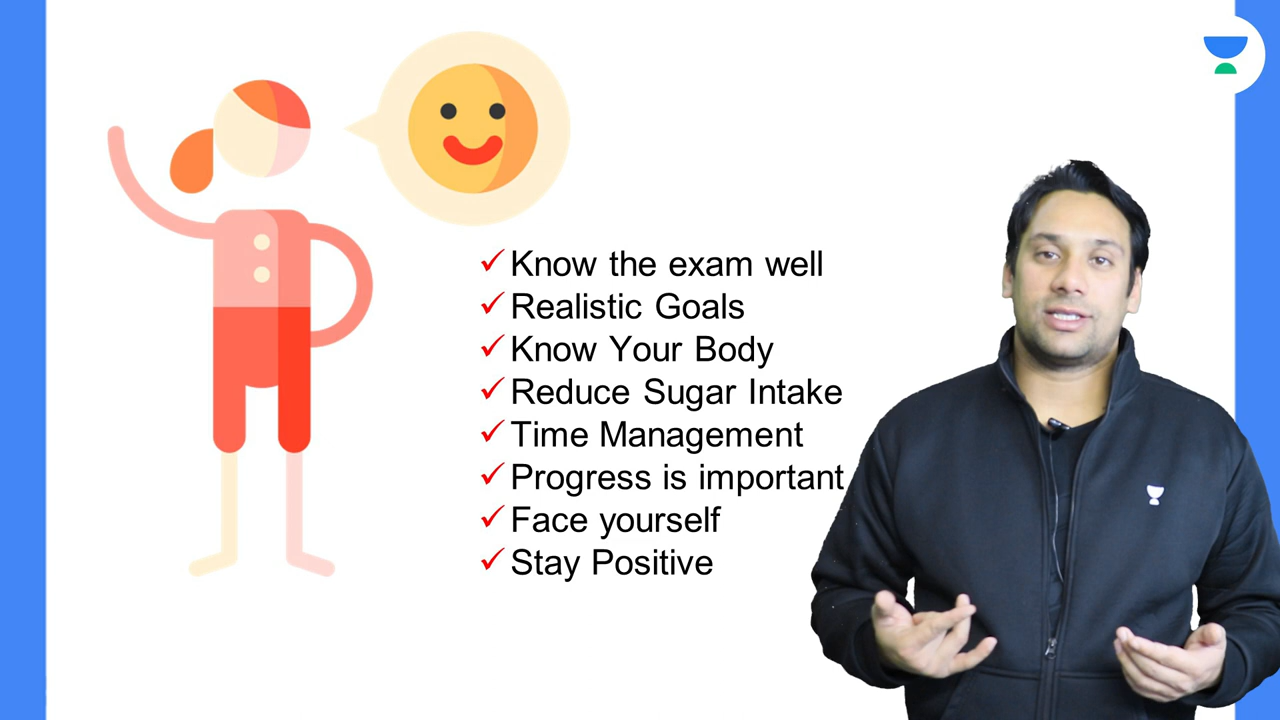 Know the exam well
Realistic Goals
Know Your Body
Reduce Sugar Intake
Time Management
Progress is important
Face yourself
Stay Positive